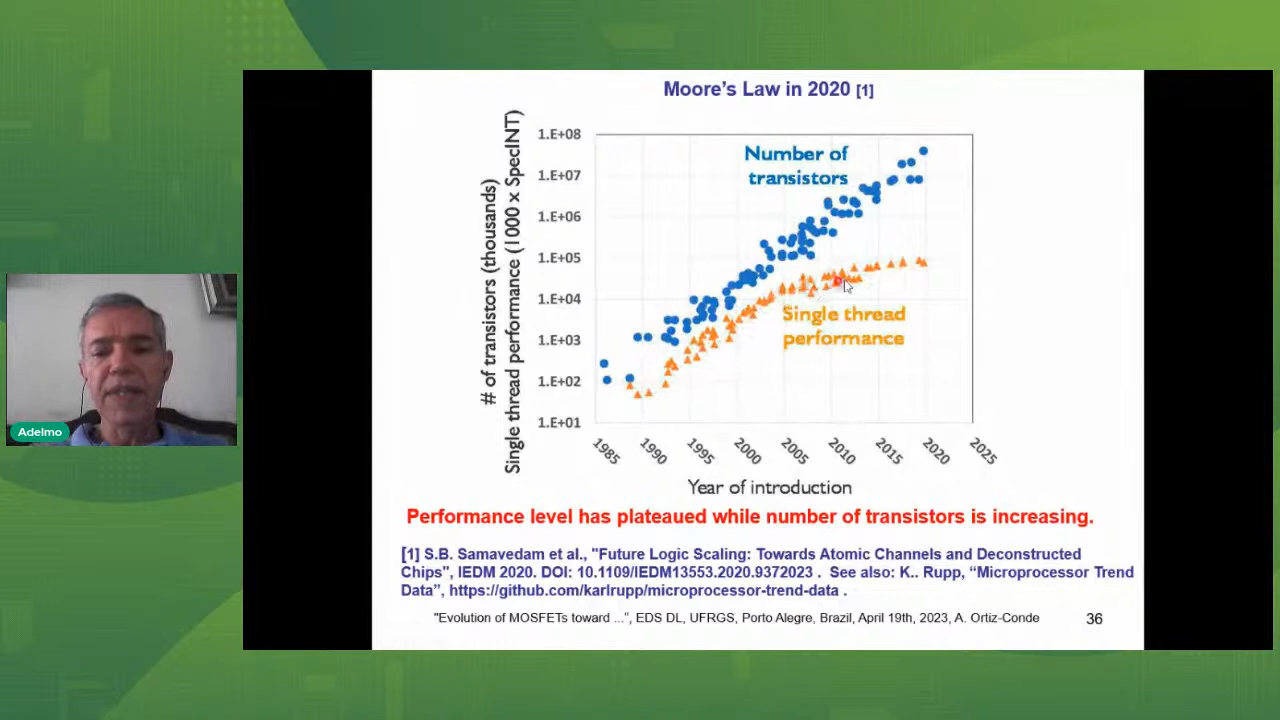 Moore's Law in 2020 [1]
# of transistors (thousands)
Single thread performance (1000 x SpecINT)
1.E+08
1.E+07
1.E+06
1.E+05
1.E+04
1.E+03
1.E+02
1.E+01
Number of
transistors
Single thread
performance
1985
1990
1995
2000
2005
2010
2015
2020
2025
Year of introduction
Adelmo
Performance level has plateaued while number of transistors is increasing.
[1] S.B. Samavedam et al., "Future Logic Scaling: Towards Atomic Channels and Deconstructed
Chips", IEDM 2020. DOI: 10.1109/IEDM13553.2020.9372023 . See also: K.. Rupp, “Microprocessor Trend
Data”, https://github.com/karlrupp/microprocessor-trend-data .
"Evolution of MOSFETs toward ...", EDS DL, UFRGS, Porto Alegre, Brazil, April 19th, 2023, A. Ortiz-Conde
36